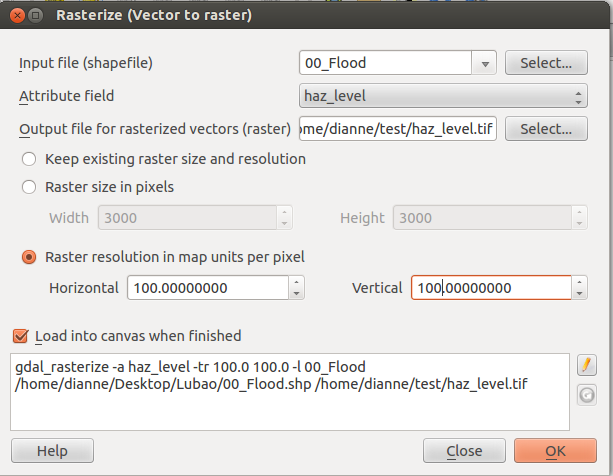 Rasterize (Vector to raster)
Input file (shapefile) 00_Flood Select...
Attribute field haz_level
Output file for rasterized vectors (raster) ome/dianne/test/haz_level.tif Select...
Keep existing raster size and resolution
Raster size in pixels
Width 3000 Height 3000
Raster resolution in map units per pixel
Horizontal 100.00000000 Vertical 100.00000000
Load into canvas when finished
gdal_rasterize -a haz_level -tr 100.0 100.0 -l 00_Flood
/home/dianne/Desktop/Lubao/00_Flood.shp /home/dianne/test/haz_level.tif
Help Close OK